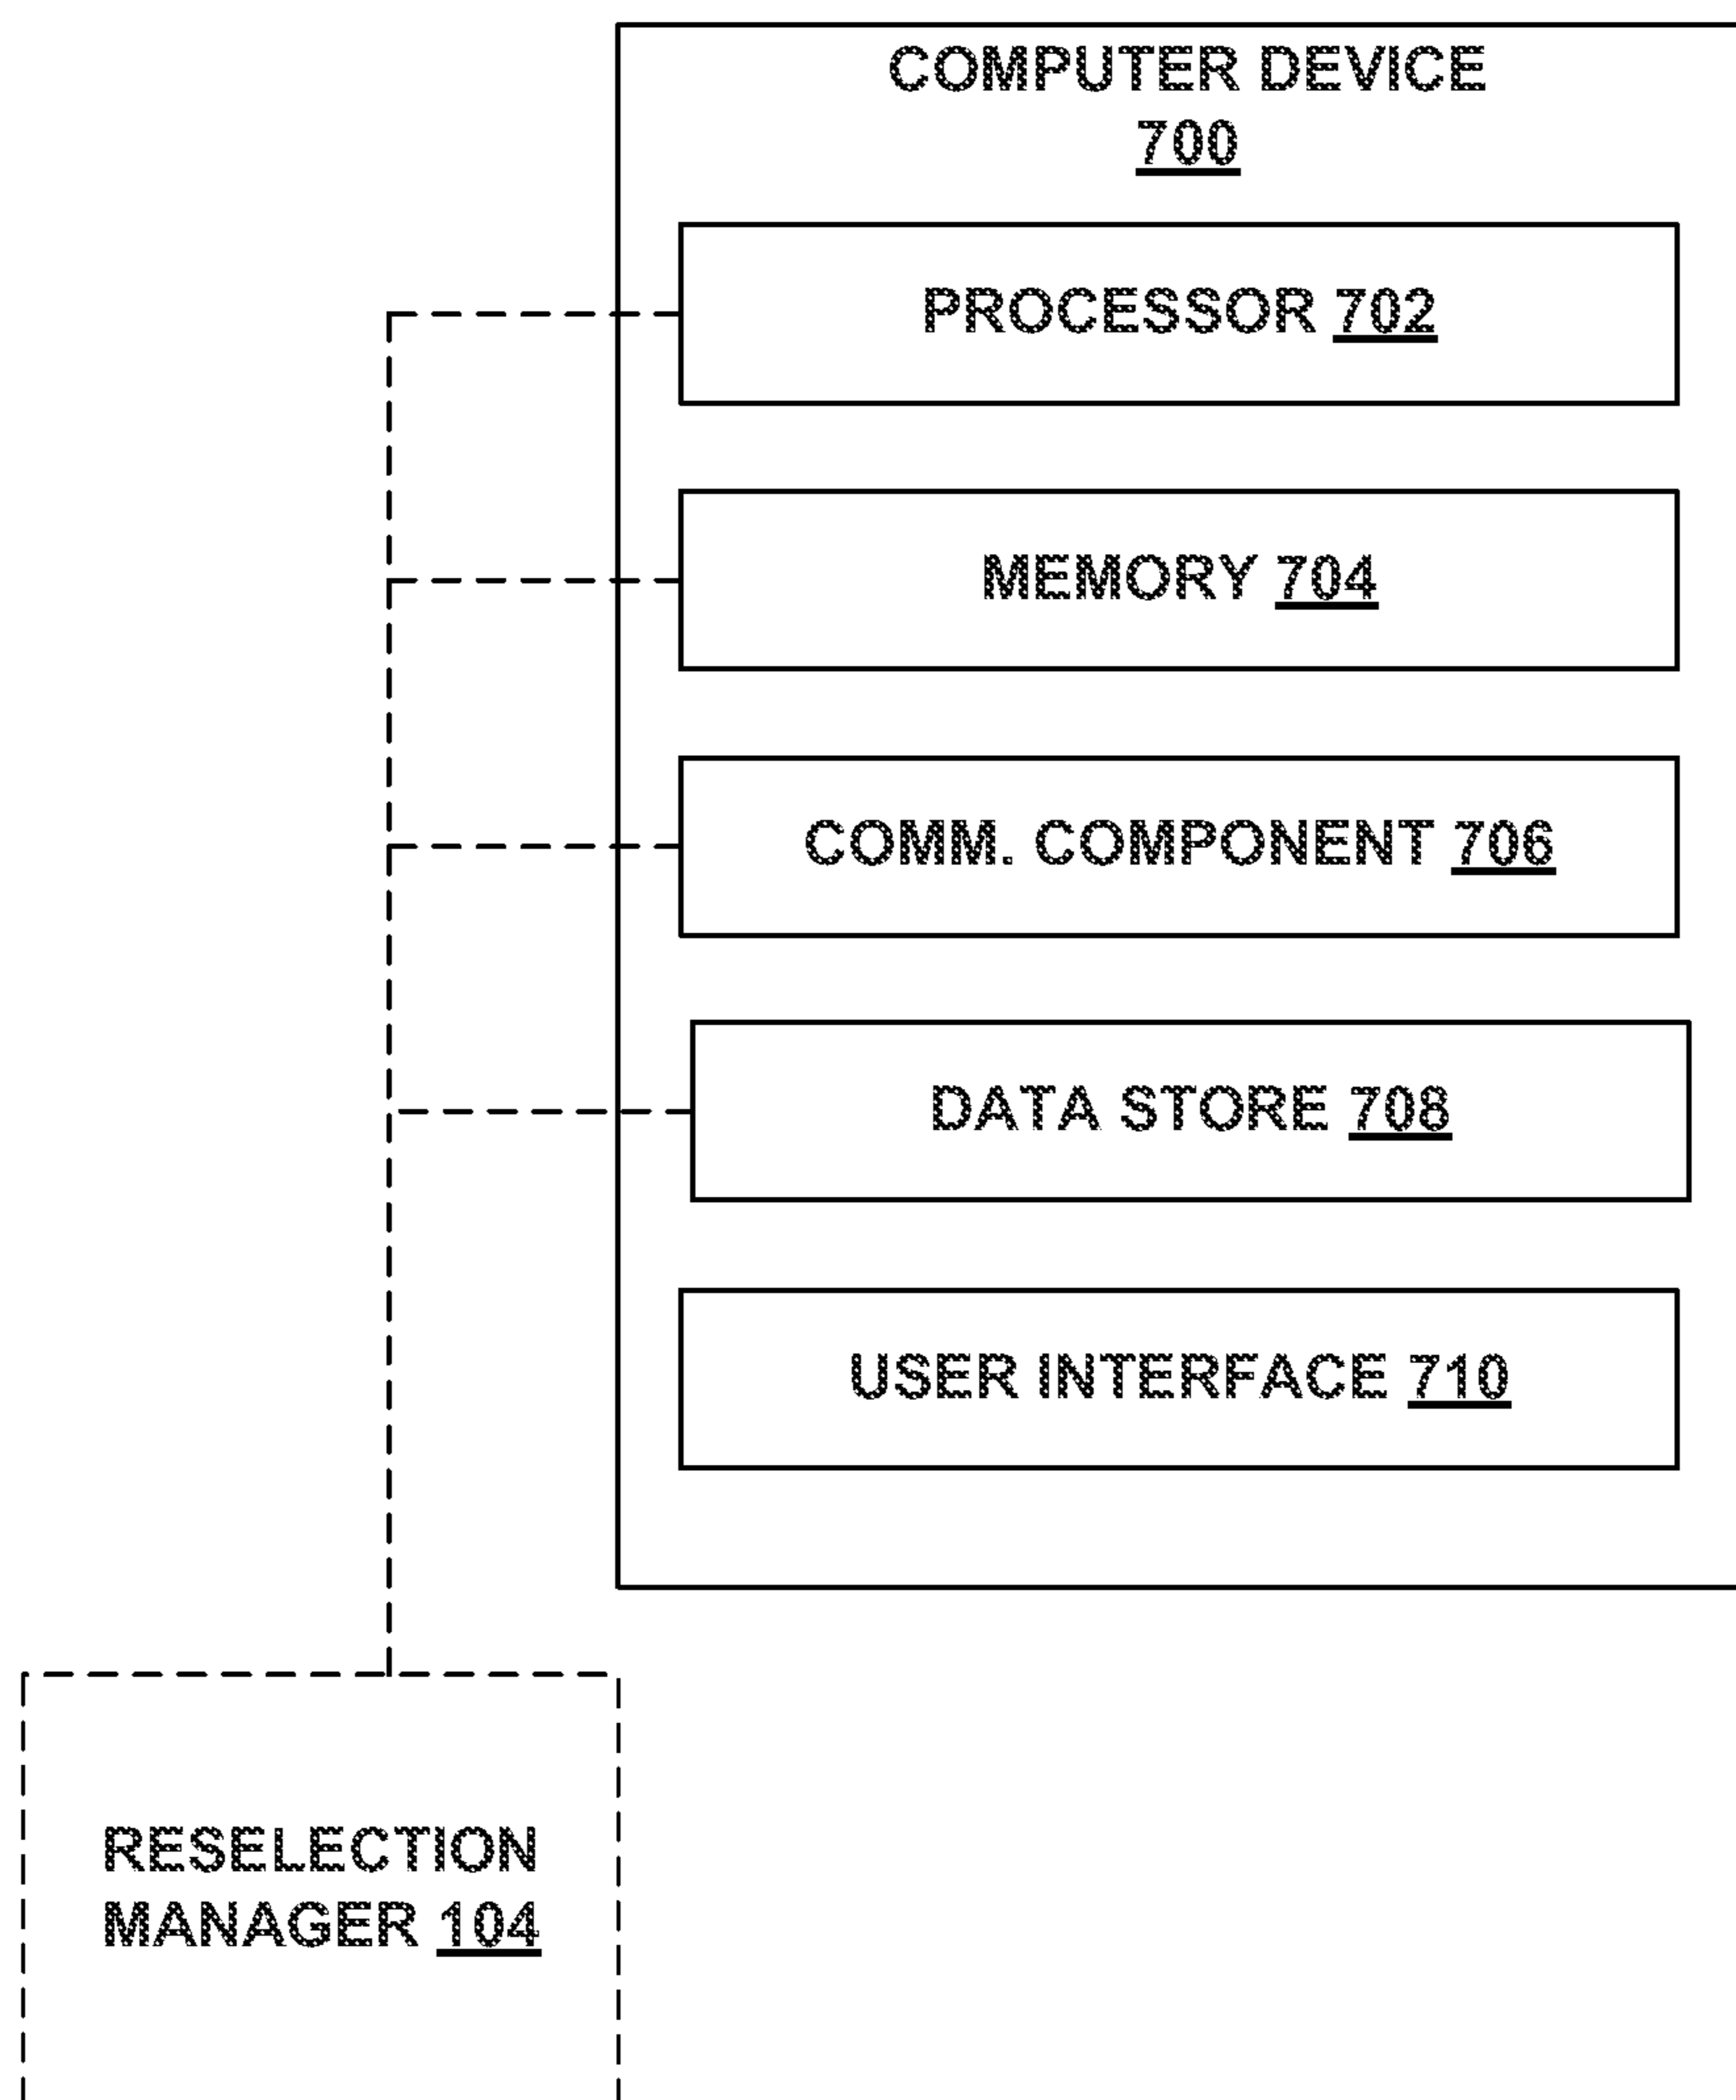 COMPUTER DEVICE
700
PROCESSOR 702
MEMORY 704
COMM. COMPONENT 706
DATA STORE 708
USER INTERFACE 710
RESELECTION
MANAGER 104